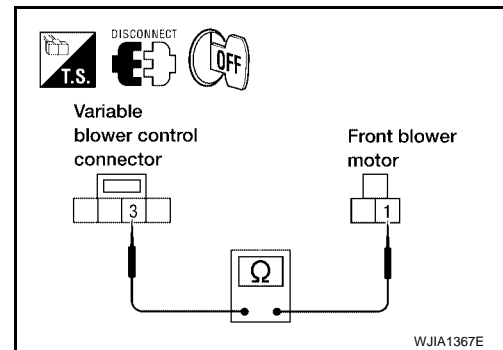 DISCONNECT
T.S.
OFF
Variable
blower control
connector
Front blower
motor
3
1
Ω
WJIA1367E